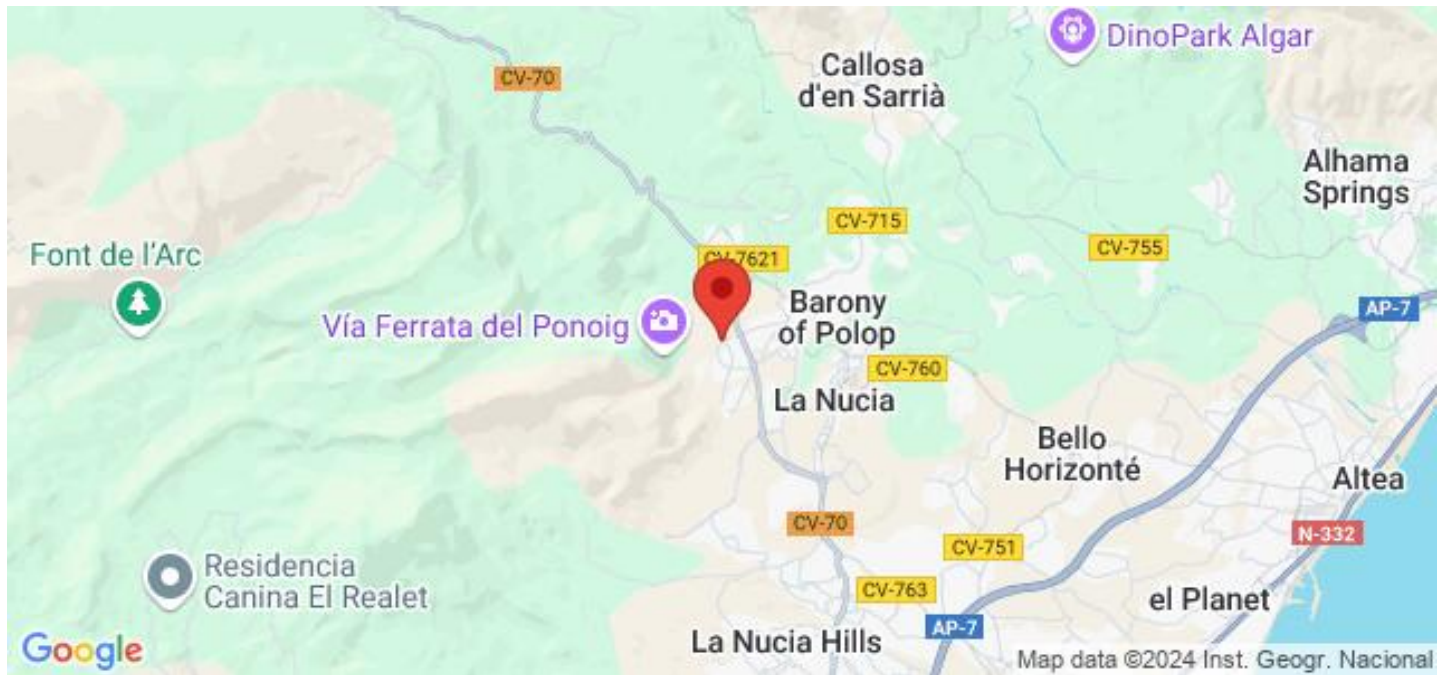 DinoPark Algar
Callosa
d'en Sarrià
CV-70
Alhama
Springs
CV-715
CV-755
Font de l'Arc
CV-7621
Barony
of Polop
AP-7
Vía Ferrata del Ponoig
CV-760
La Nucia
Bello
Horizonté
Altea
CV-70
N-332
CV-751
Residencia
Canina El Realet
CV-763
el Planet
AP-7
La Nucia Hills
Google
Map data ©2024 Inst. Geogr. Nacional